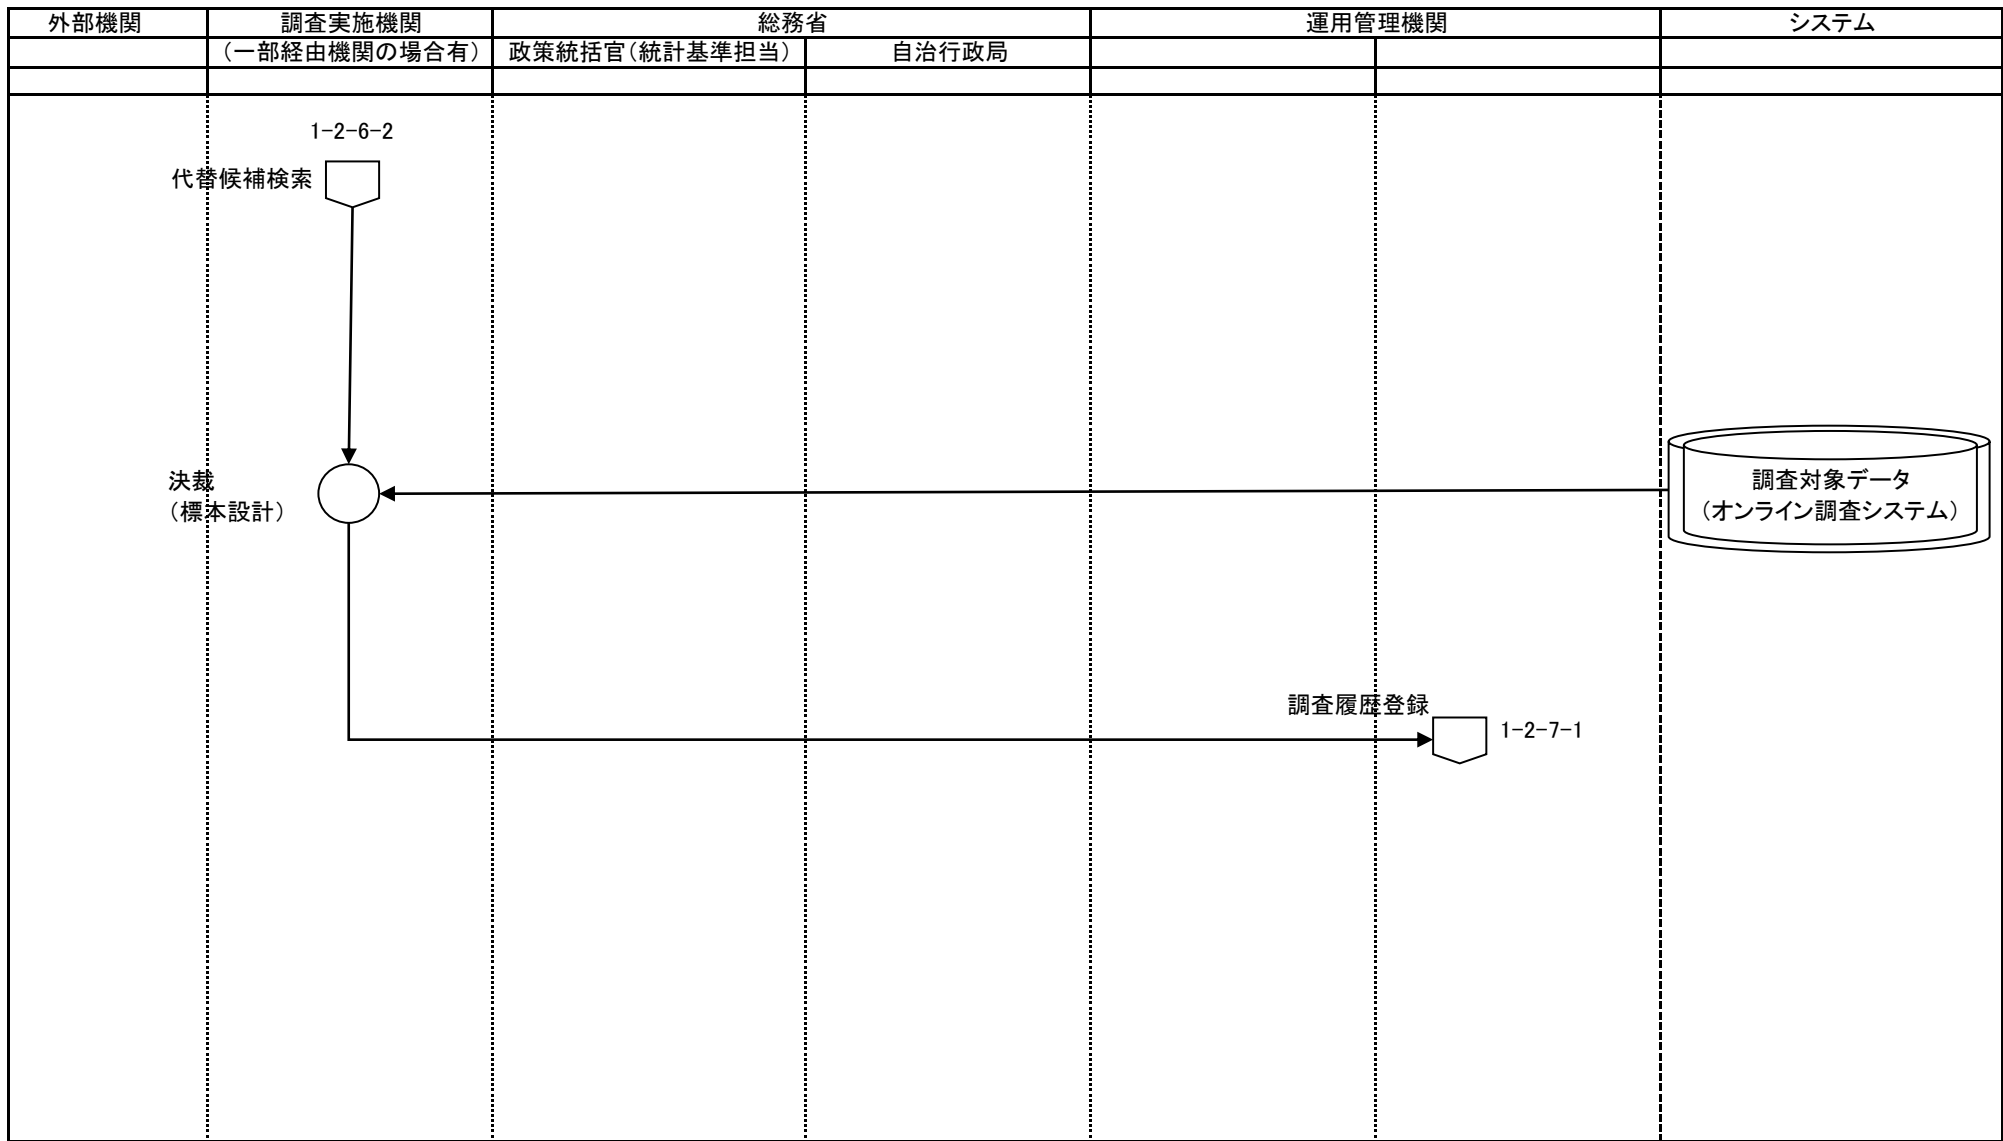 外部機関
調査実施機関
総務省
運用管理機関
システム
（一部経由機関の場合有）
政策統括官（統計基準担当）
自治行政局
1-2-6-2
代替候補検索
決裁
（標本設計）
調査対象データ
（オンライン調査システム）
調査履歴登録
1-2-7-1